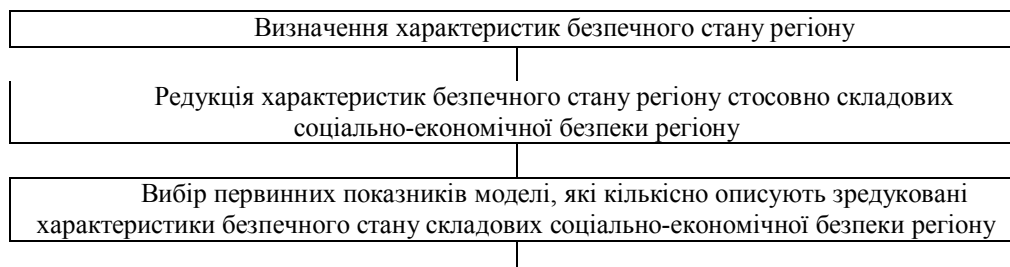 Визначення характеристик безпечного стану регіону
Редукція характеристик безпечного стану регіону стосовно складових
соціально-економічної безпеки регіону
Вибір первинних показників моделі, які кількісно описують зредуковані
характеристики безпечного стану складових соціально-економічної безпеки регіону